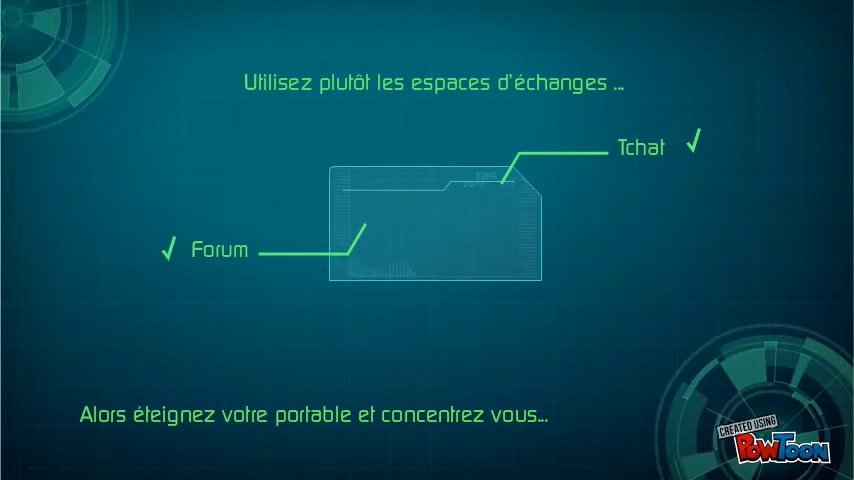 Utilisez plutôt les espaces d'échanges ...
Tchat
Forum
Alors éteignez votre portable et concentrez vous...
CREATED USING
POWTOON